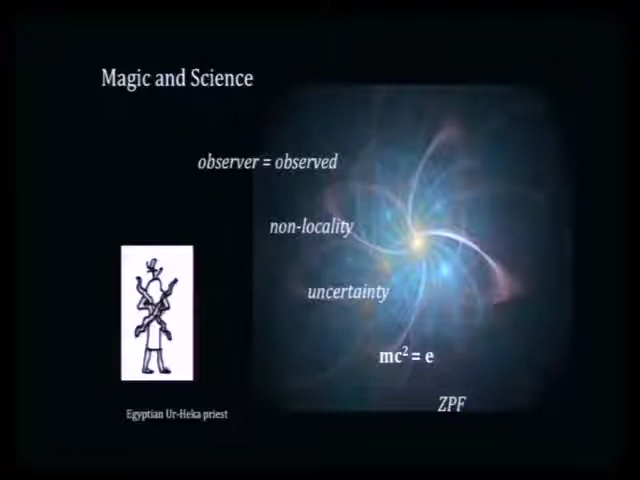 Magic and Science
observer = observed
non-locality
uncertainty
mc² = e
ZPF
Egyptian Ur-Heka priest